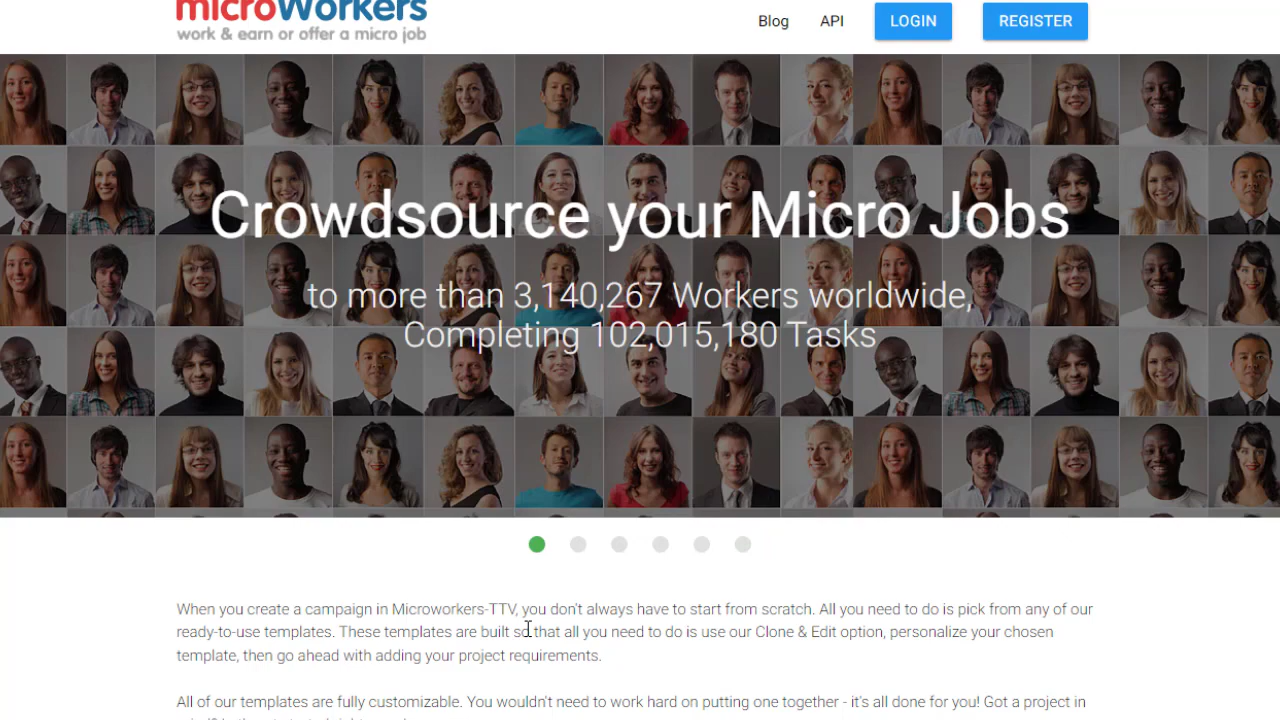 microWorkers
work & earn or offer a micro job
Blog API LOGIN REGISTER
Crowdsource your Micro Jobs
to more than 3,140,267 Workers worldwide,
Completing 102,015,180 Tasks
When you create a campaign in Microworkers-TTV, you don't always have to start from scratch. All you need to do is pick from any of our
ready-to-use templates. These templates are built so that all you need to do is use our Clone & Edit option, personalize your chosen
template, then go ahead with adding your project requirements.
All of our templates are fully customizable. You wouldn't need to work hard on putting one together - it's all done for you! Got a project in